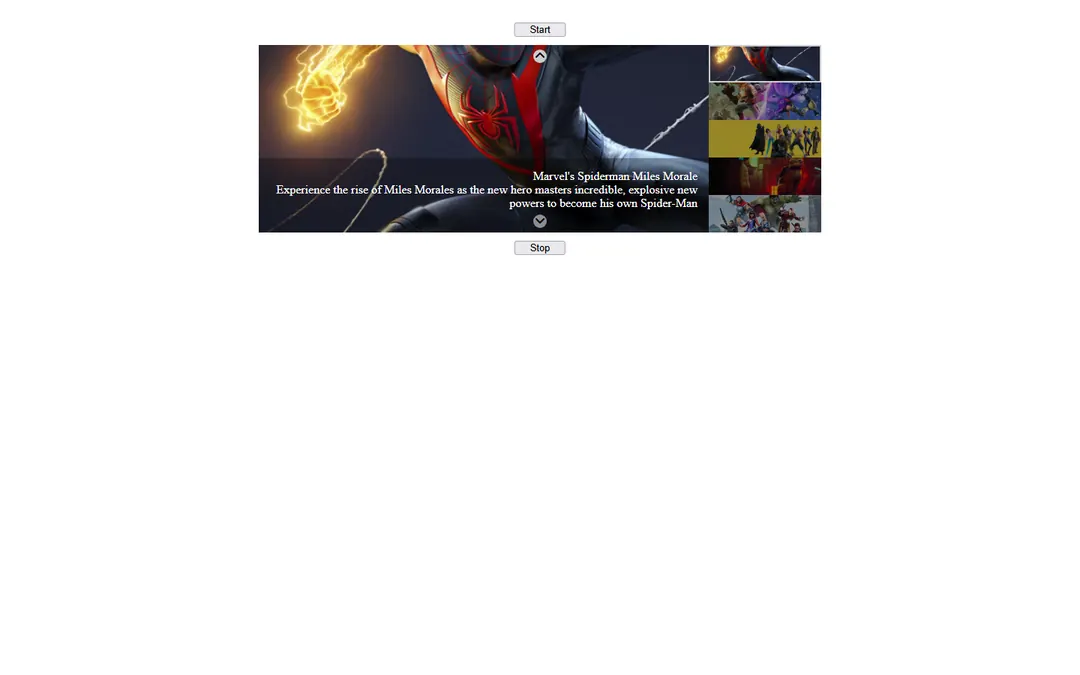 Start
Marvel's Spiderman Miles Morale
Experience the rise of Miles Morales as the new hero masters incredible, explosive new
powers to become his own Spider-Man
Stop